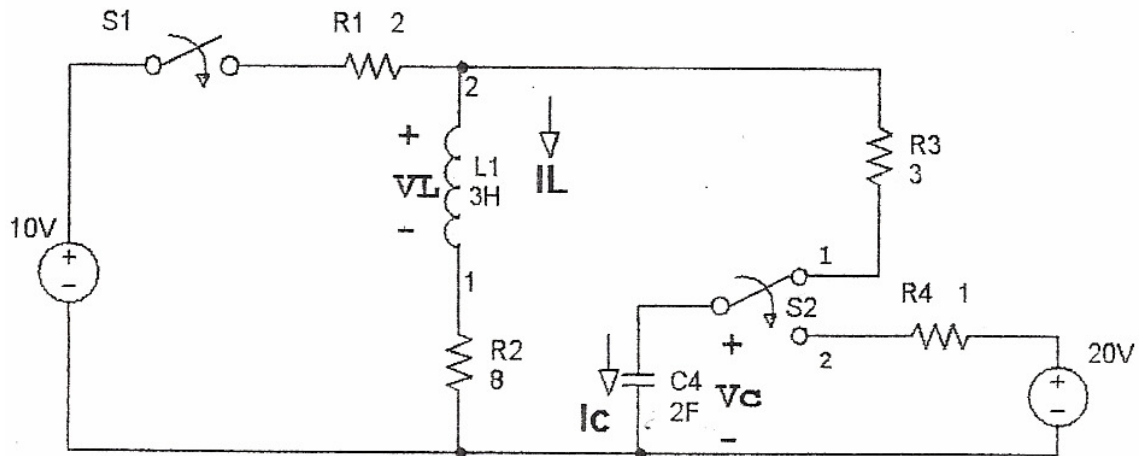 S1
R1 2
2
+
VL
-
L1
3H
IL
R3
3
10V
+
-
1
1
S2
R4 1
2
R2
8
IC
C4
2F
+
Vc
-
20V
+
-